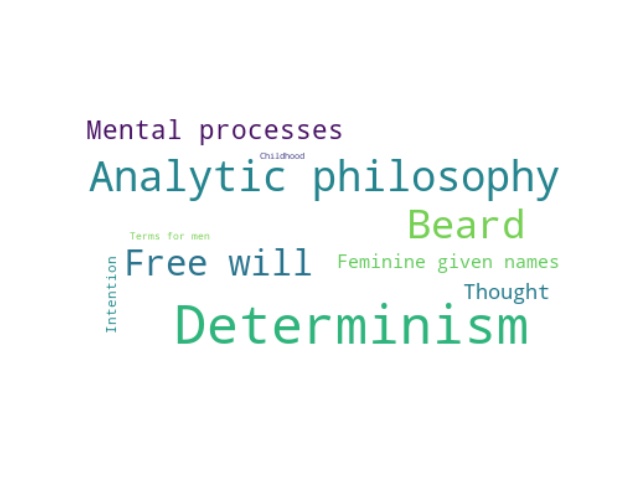 Mental processes
Childhood
Analytic philosophy
Beard
Terms for men
Free will
Feminine given names
Intention
Thought
Determinism